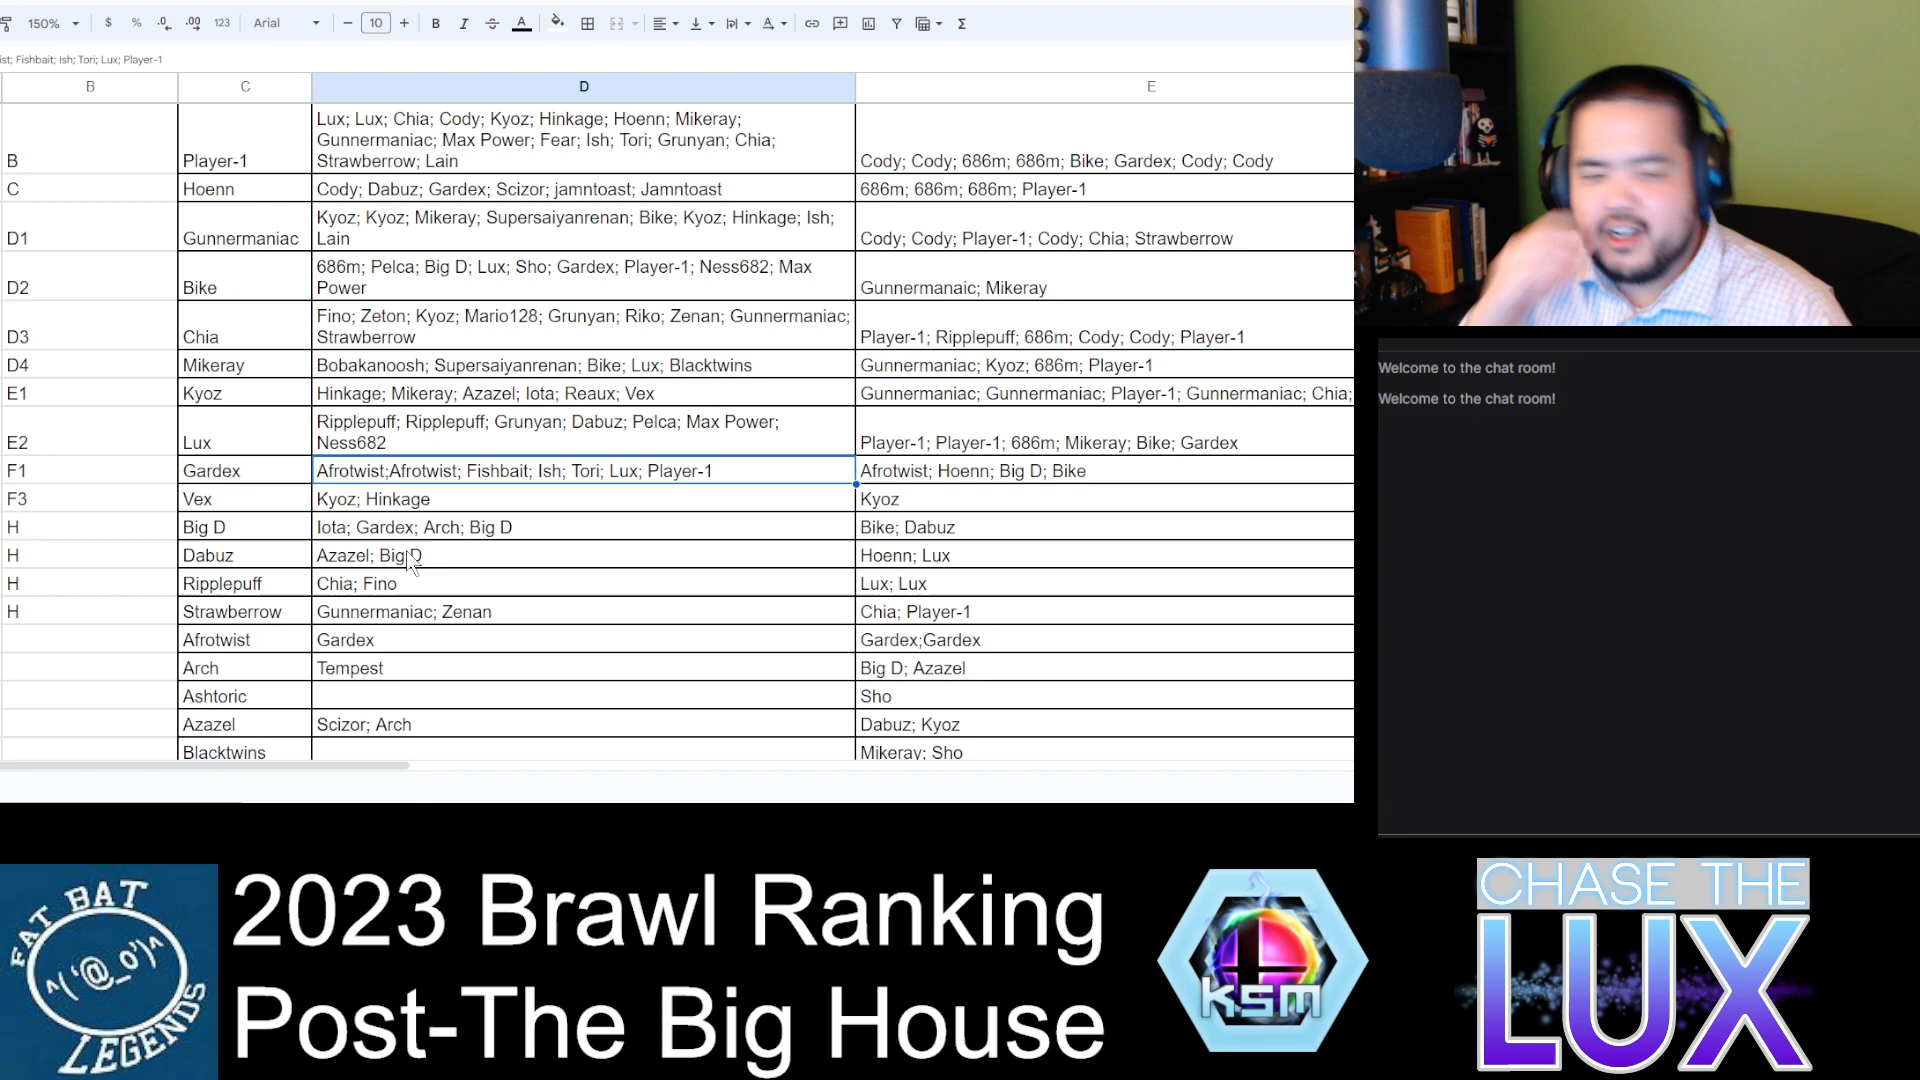 150% $ % .0 .00 123 Arial 10 B I A Σ
ist; Fishbait; Ish; Tori; Lux; Player-1
B C D E
B Player-1 Lux; Lux; Chia; Cody; Kyoz; Hinkage; Hoenn; Mikeray;
Gunnermaniac; Max Power; Fear; Ish; Tori; Grunyan; Chia;
Strawberrow; Lain Cody; Cody; 686m; 686m; Bike; Gardex; Cody; Cody
C Hoenn Cody; Dabuz; Gardex; Scizor; jamntoast; Jamntoast 686m; 686m; 686m; Player-1
D1 Gunnermaniac Kyoz; Kyoz; Mikeray; Supersaiyanrenan; Bike; Kyoz; Hinkage; Ish;
Lain Cody; Cody; Player-1; Cody; Chia; Strawberrow
D2 Bike 686m; Pelca; Big D; Lux; Sho; Gardex; Player-1; Ness682; Max
Power Gunnermanaic; Mikeray
D3 Chia Fino; Zeton; Kyoz; Mario128; Grunyan; Riko; Zenan; Gunnermaniac;
Strawberrow Player-1; Ripplepuff; 686m; Cody; Cody; Player-1
D4 Mikeray Bobakanoosh; Supersaiyanrenan; Bike; Lux; Blacktwins Gunnermaniac; Kyoz; 686m; Player-1
E1 Kyoz Hinkage; Mikeray; Azazel; Iota; Reaux; Vex Gunnermaniac; Gunnermaniac; Player-1; Gunnermaniac; Chia;
E2 Lux Ripplepuff; Ripplepuff; Grunyan; Dabuz; Pelca; Max Power;
Ness682 Player-1; Player-1; 686m; Mikeray; Bike; Gardex
F1 Gardex Afrotwist;Afrotwist; Fishbait; Ish; Tori; Lux; Player-1 Afrotwist; Hoenn; Big D; Bike
F3 Vex Kyoz; Hinkage Kyoz
H Big D Iota; Gardex; Arch; Big D Bike; Dabuz
H Dabuz Azazel; Big D Hoenn; Lux
H Ripplepuff Chia; Fino Lux; Lux
H Strawberrow Gunnermaniac; Zenan Chia; Player-1
Afrotwist Gardex Gardex;Gardex
Arch Tempest Big D; Azazel
Ashtoric Sho
Azazel Scizor; Arch Dabuz; Kyoz
Blacktwins Mikeray; Sho
Welcome to the chat room!
Welcome to the chat room!
FAT BAT
^('@_o')^
LEGENDS
2023 Brawl Ranking
Post-The Big House
KSM
CHASE THE
LUX